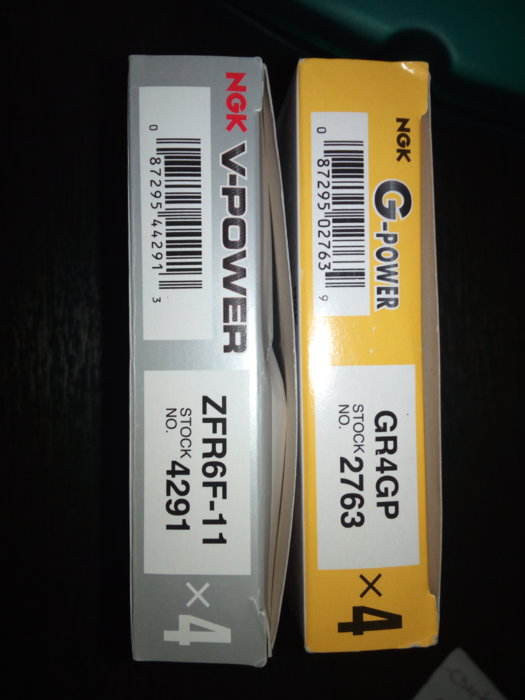 NGK
V-POWER
0 87295 44291 3
ZFR6F-11
STOCK NO. 4291
×4
NGK
G-POWER
0 87295 02763 9
GR4GP
STOCK NO. 2763
×4